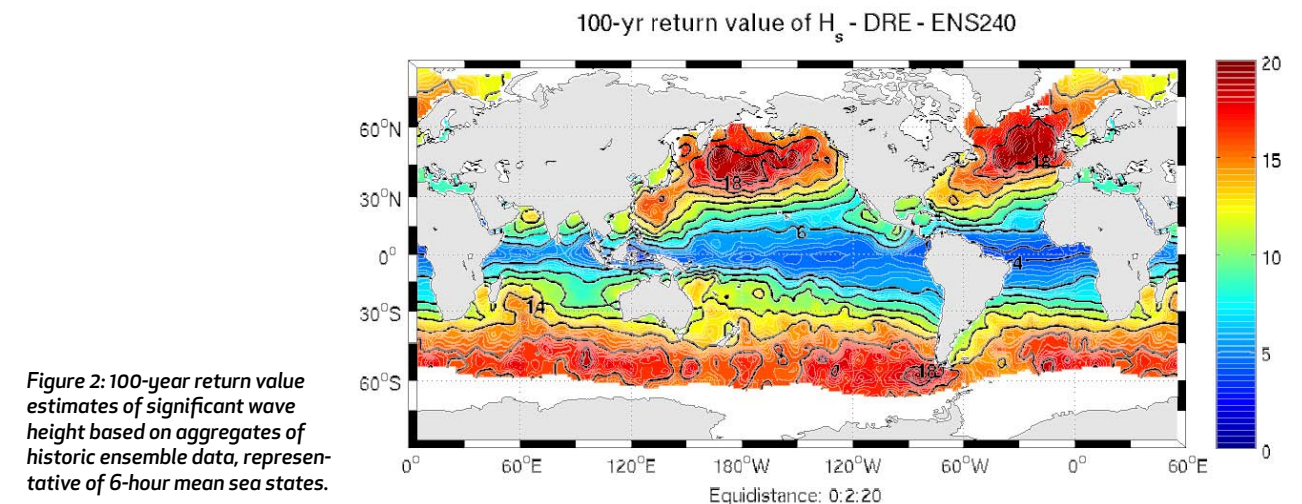 100-yr return value of Hs - DRE - ENS240
20
15
10
5
0
60°N
30°N
0°
30°S
60°S
18
18
6
4
14
18
0°
60°E
120°E
180°W
120°W
60°W
0°
60°E
Equidistance: 0:2:20
Figure 2: 100-year return value
estimates of significant wave
height based on aggregates of
historic ensemble data, represen-
tative of 6-hour mean sea states.